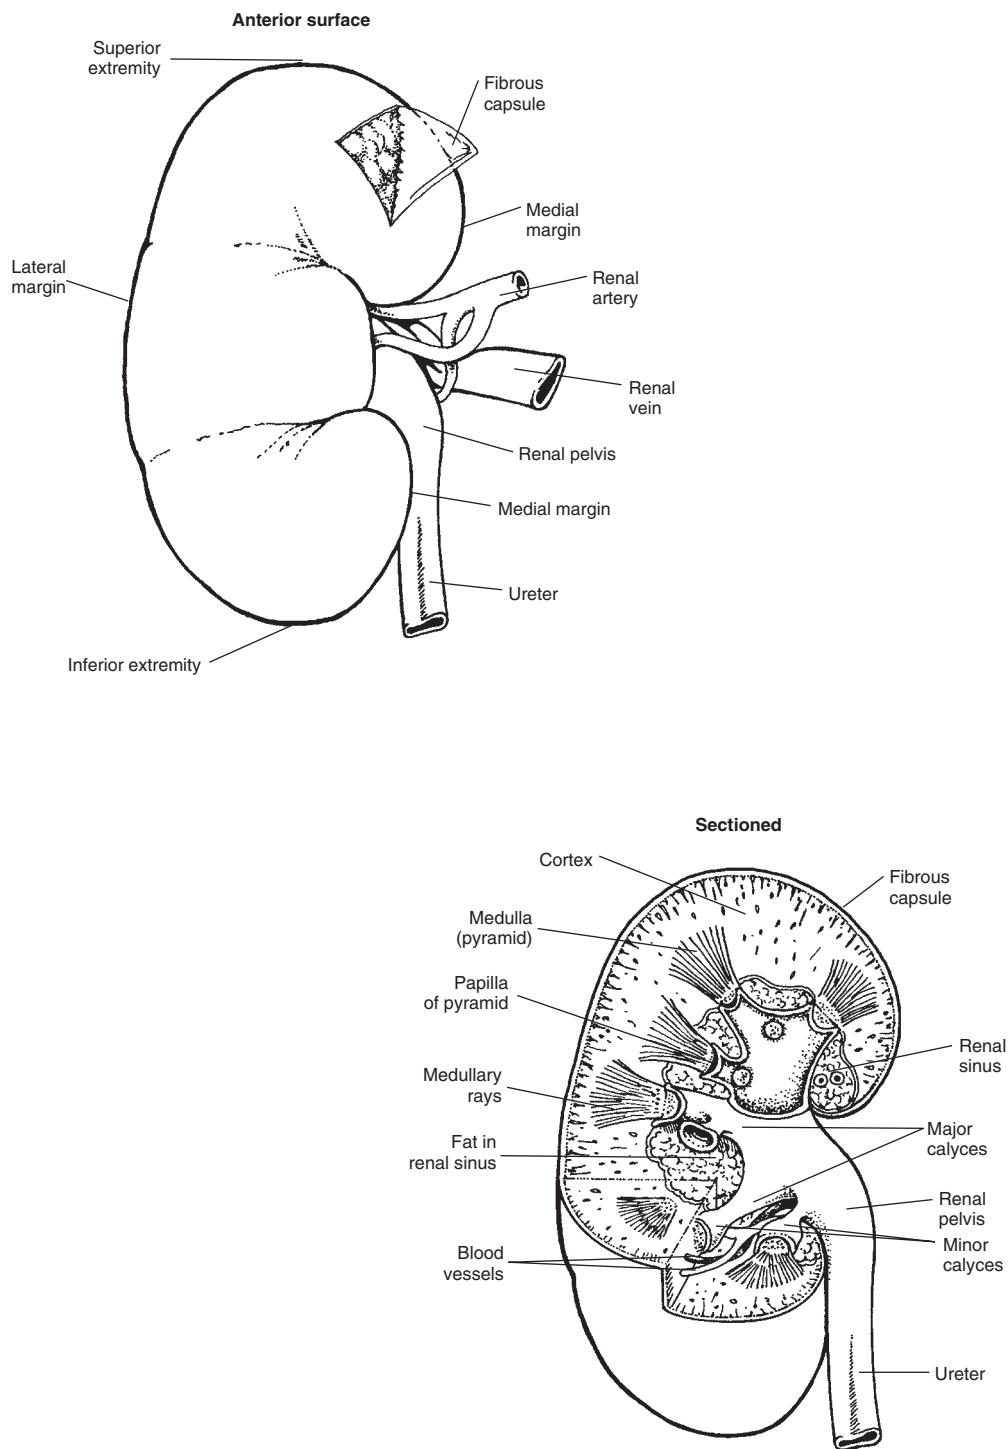 Anterior surface
Superior
extremity
Fibrous
capsule
Medial
margin
Lateral
margin
Renal
artery
Renal
vein
Renal pelvis
Medial margin
Ureter
Inferior extremity
Sectioned
Cortex
Fibrous
capsule
Medulla
(pyramid)
Papilla
of pyramid
Renal
sinus
Medullary
rays
Major
calyces
Fat in
renal sinus
Renal
pelvis
Minor
calyces
Blood
vessels
Ureter